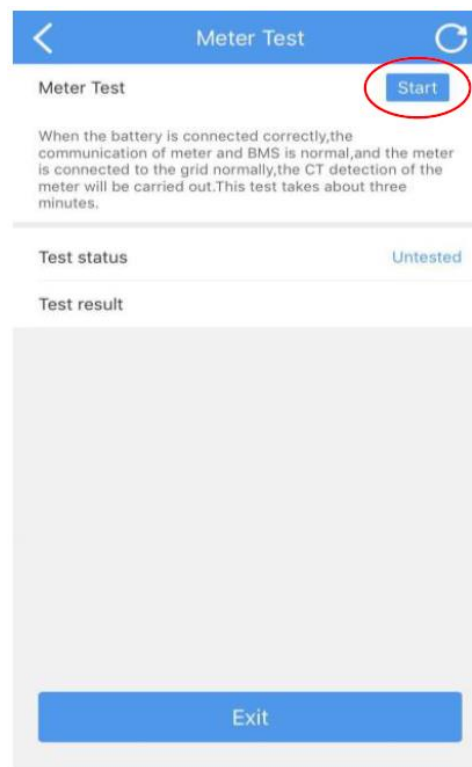 Meter Test
Meter Test
Start
When the battery is connected correctly,the
communication of meter and BMS is normal,and the meter
is connected to the grid normally,the CT detection of the
meter will be carried out.This test takes about three
minutes.
Test status
Untested
Test result
Exit